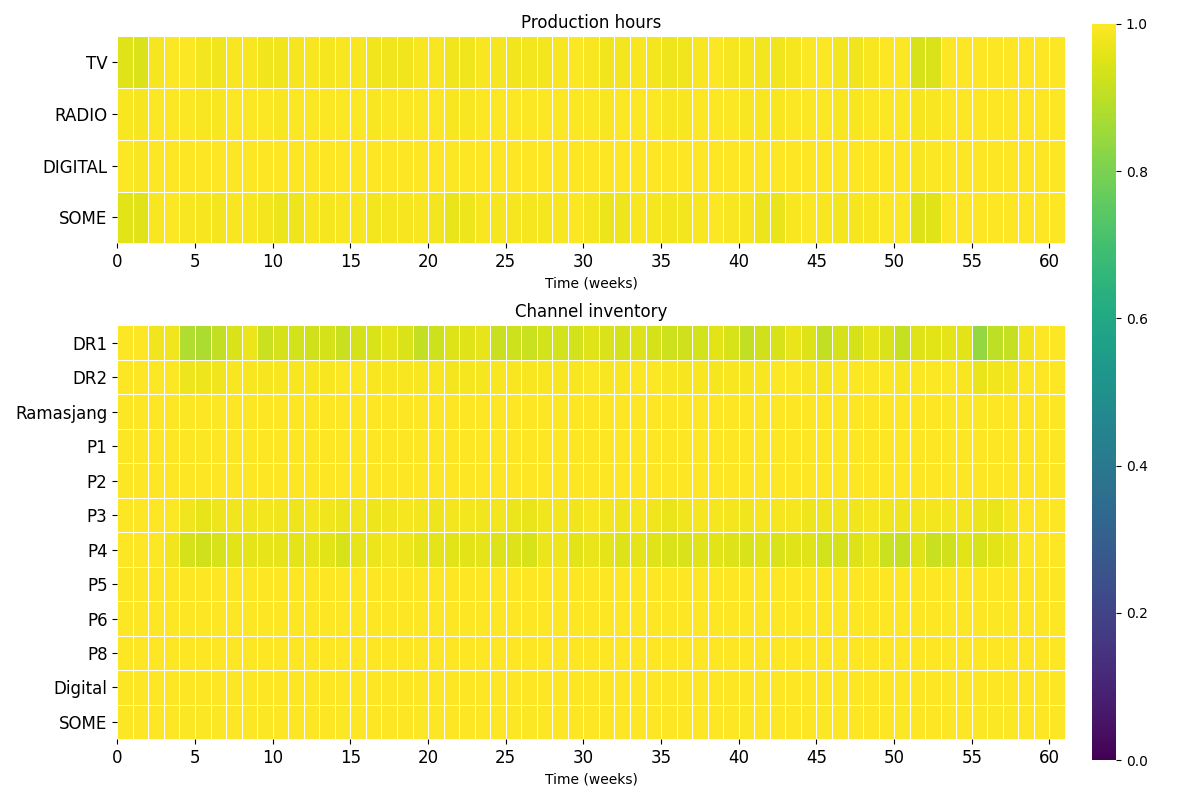 Production hours
1.0
TV
RADIO
DIGITAL
SOME
0 5 10 15 20 25 30 35 40 45 50 55 60
Time (weeks)
0.8
Channel inventory
DR1
DR2
Ramasjang
P1
P2
P3
P4
P5
P6
P8
Digital
SOME
0.6
0.4
0.2
0.0
0 5 10 15 20 25 30 35 40 45 50 55 60
Time (weeks)